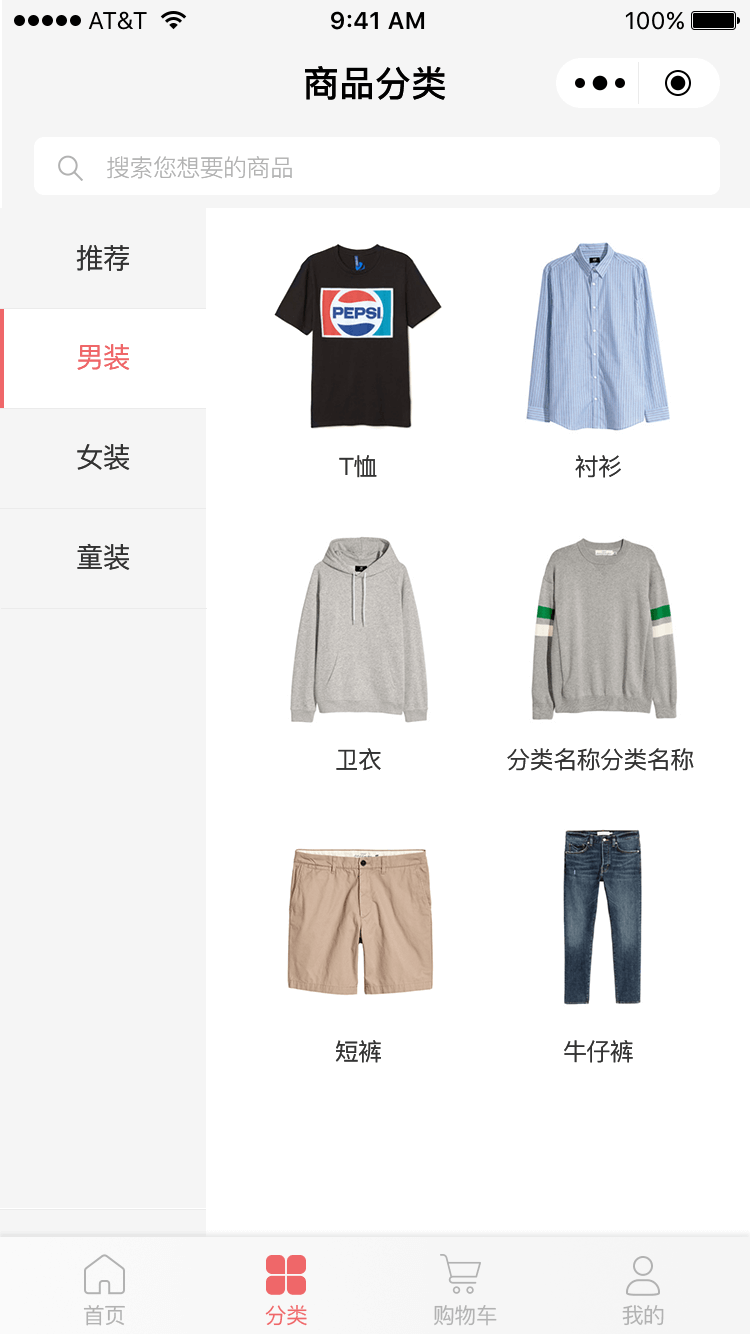 AT&T 9:41 AM 100%
商品分类
搜索您想要的商品
推荐
男装
女装
童装
PEPSI
T恤 衬衫
卫衣 分类名称分类名称
短裤 牛仔裤
首页 分类 购物车 我的